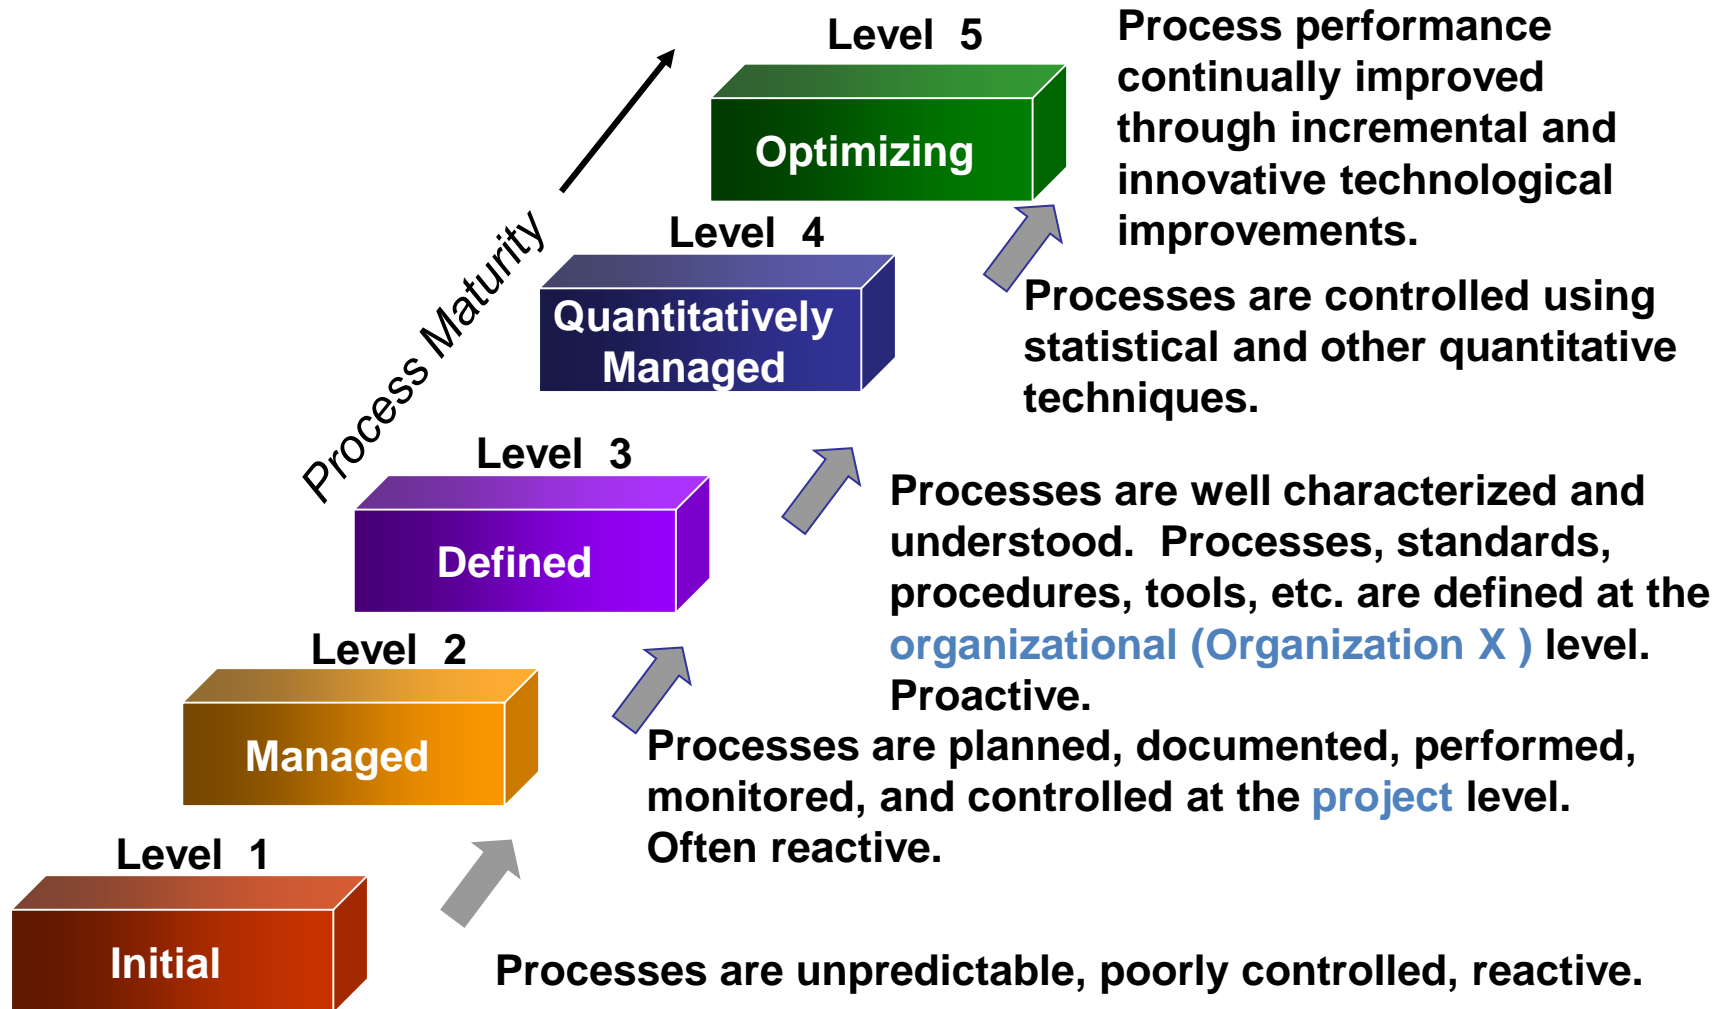 Level 5
Optimizing
Process performance
continually improved
through incremental and
innovative technological
improvements.
Process Maturity
Level 4
Quantitatively
Managed
Processes are controlled using
statistical and other quantitative
techniques.
Level 3
Defined
Processes are well characterized and
understood. Processes, standards,
procedures, tools, etc. are defined at the
organizational (Organization X ) level.
Proactive.
Level 2
Managed
Processes are planned, documented, performed,
monitored, and controlled at the project level.
Often reactive.
Level 1
Initial
Processes are unpredictable, poorly controlled, reactive.